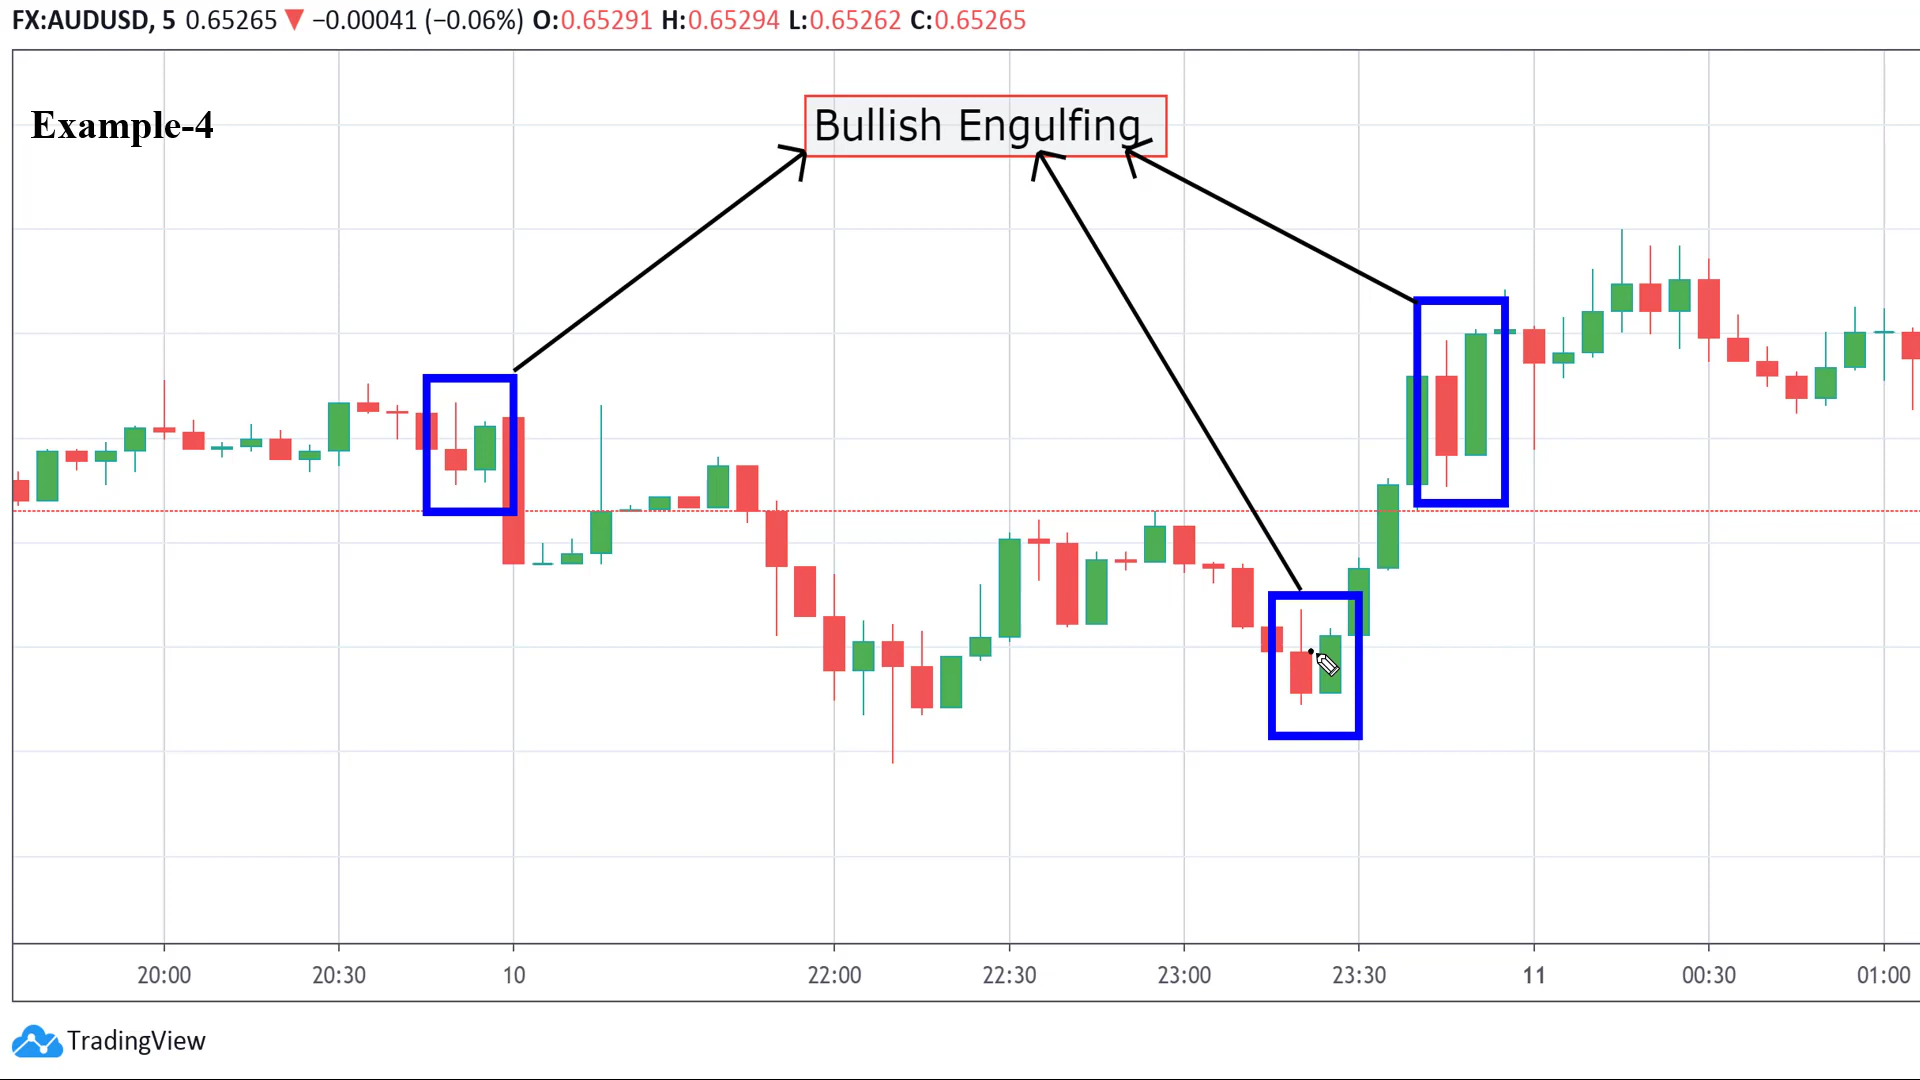 FX:AUDUSD, 5 0.65265 ▼ −0.00041 (−0.06%) O:0.65291 H:0.65294 L:0.65262 C:0.65265
Example-4
Bullish Engulfing
20:00 20:30 10 22:00 22:30 23:00 23:30 11 00:30 01:00
TradingView